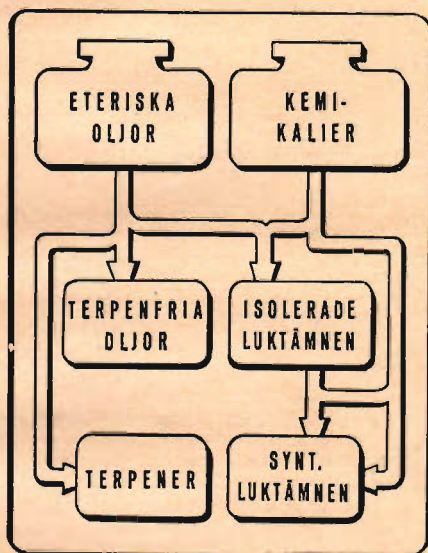 ETERISKA
OLJOR
KEMI-
KALIER
TERPENFRIA
OLJOR
ISOLERADE
LUKTÄMNEN
TERPENER
SYNT.
LUKTÄMNEN